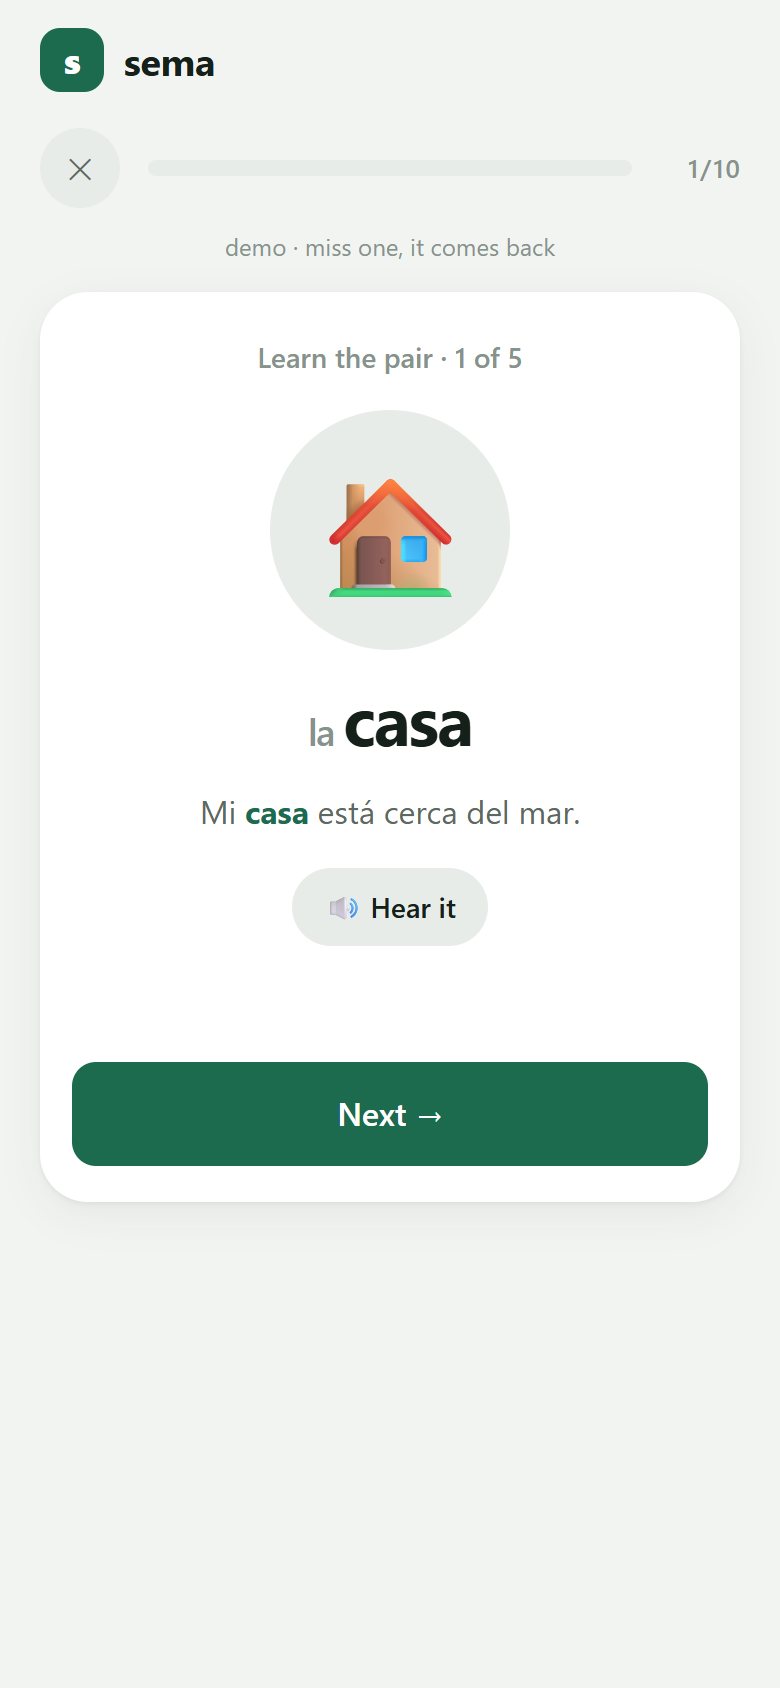 s sema
1/10
demo · miss one, it comes back
Learn the pair · 1 of 5
la casa
Mi casa está cerca del mar.
Hear it
Next →